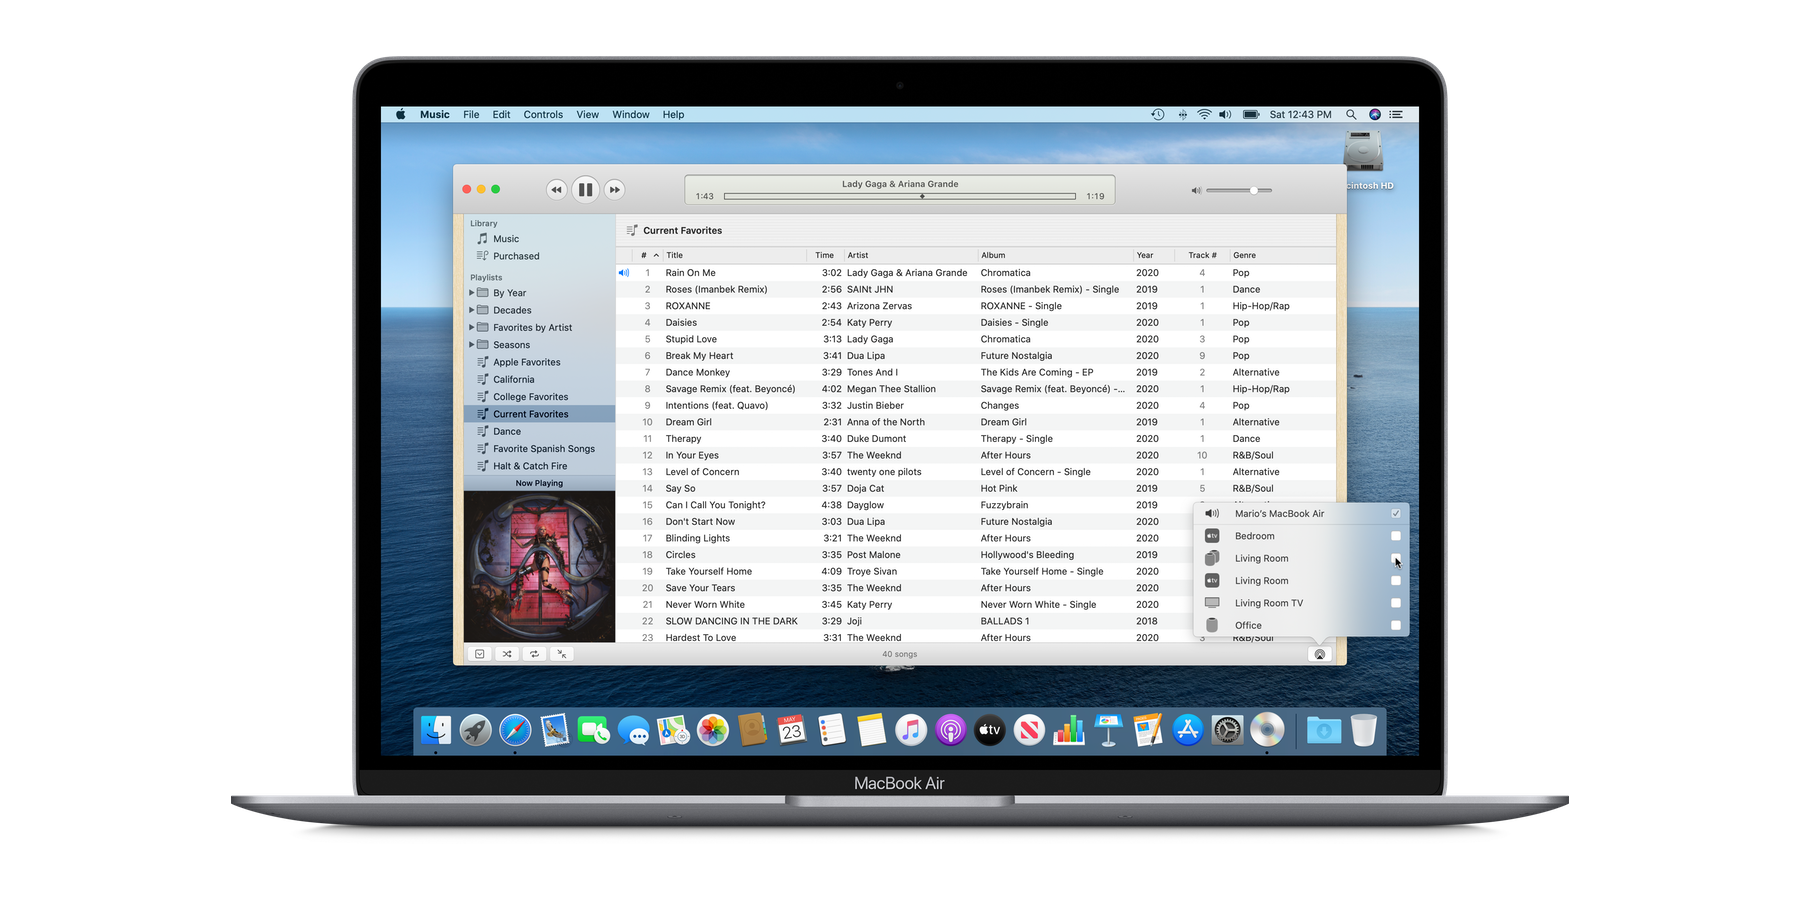 Music File Edit Controls View Window Help Sat 12:43 PM
cintosh HD
Lady Gaga & Ariana Grande
1:43 1:19
Library
Music
Purchased
Playlists
By Year
Decades
Favorites by Artist
Seasons
Apple Favorites
California
College Favorites
Current Favorites
Dance
Favorite Spanish Songs
Halt & Catch Fire
Now Playing
Current Favorites
# Title Time Artist Album Year Track # Genre
1 Rain On Me 3:02 Lady Gaga & Ariana Grande Chromatica 2020 4 Pop
2 Roses (Imanbek Remix) 2:56 SAINt JHN Roses (Imanbek Remix) - Single 2019 1 Dance
3 ROXANNE 2:43 Arizona Zervas ROXANNE - Single 2019 1 Hip-Hop/Rap
4 Daisies 2:54 Katy Perry Daisies - Single 2020 1 Pop
5 Stupid Love 3:13 Lady Gaga Chromatica 2020 3 Pop
6 Break My Heart 3:41 Dua Lipa Future Nostalgia 2020 9 Pop
7 Dance Monkey 3:29 Tones And I The Kids Are Coming - EP 2020 2 Alternative
8 Savage Remix (feat. Beyoncé) 4:02 Megan Thee Stallion Savage Remix (feat. Beyoncé) -... 2020 1 Hip-Hop/Rap
9 Intentions (feat. Quavo) 3:32 Justin Bieber Changes 2020 4 Pop
10 Dream Girl 2:31 Anna of the North Dream Girl 2019 1 Alternative
11 Therapy 3:40 Duke Dumont Therapy - Single 2020 1 Dance
12 In Your Eyes 3:57 The Weeknd After Hours 2020 10 R&B/Soul
13 Level of Concern 3:40 twenty one pilots Level of Concern - Single 2020 1 Alternative
14 Say So 3:57 Doja Cat Hot Pink 2019 5 R&B/Soul
15 Can I Call You Tonight? 4:38 Dayglow Fuzzybrain 2019
16 Don't Start Now 3:03 Dua Lipa Future Nostalgia 2020
17 Blinding Lights 3:21 The Weeknd After Hours 2020
18 Circles 3:35 Post Malone Hollywood's Bleeding 2019
19 Take Yourself Home 4:09 Troye Sivan Take Yourself Home - Single 2020
20 Save Your Tears 3:35 The Weeknd After Hours 2020
21 Never Worn White 3:45 Katy Perry Never Worn White - Single 2020
22 SLOW DANCING IN THE DARK 3:29 Joji BALLADS 1 2018
23 Hardest To Love 3:31 The Weeknd After Hours 2020 3 R&B/Soul
Mario's MacBook Air
tv Bedroom
Living Room
tv Living Room
Living Room TV
Office
40 songs
MAY
23
tv
MacBook Air